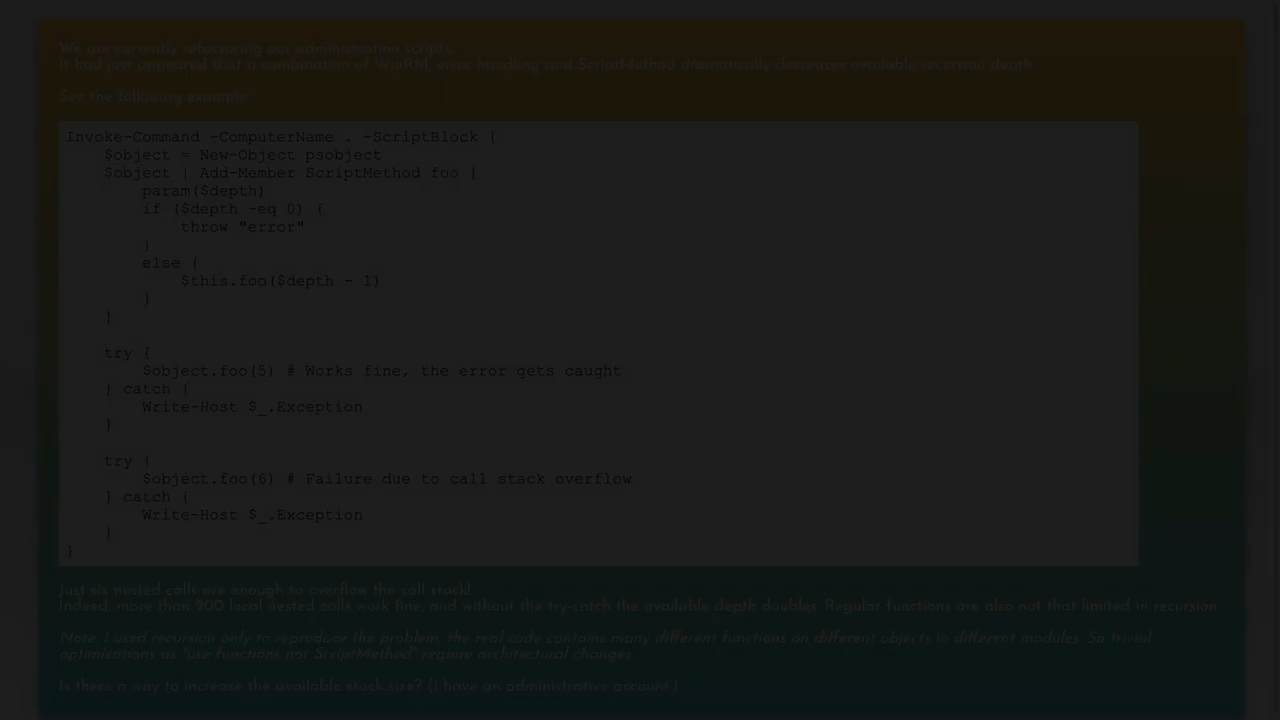 We are currently refactoring our administration scripts.
It had just appeared that a combination of WinRM, error handling and ScriptMethod dramatically decreases available recursion depth.
See the following example:
Invoke-Command -ComputerName . -ScriptBlock {
$object = New-Object psobject
$object | Add-Member ScriptMethod foo {
param($depth)
if ($depth -eq 0) {
throw "error"
}
else {
$this.foo($depth - 1)
}
}
try {
$object.foo(5) # Works fine, the error gets caught
} catch {
Write-Host $_.Exception
}
try {
$object.foo(6) # Failure due to call stack overflow
} catch {
Write-Host $_.Exception
}
}
Just six nested calls are enough to overflow the call stack!
Indeed, more than 200 local nested calls work fine, and without the try-catch the available depth doubles. Regular functions are also not that limited in recursion.
Note: I used recursion only to reproduce the problem, the real code contains many different functions on different objects in different modules. So trivial
optimizations as "use functions not ScriptMethod" require architectural changes
Is there a way to increase the available stack size? (I have an administrative account.)